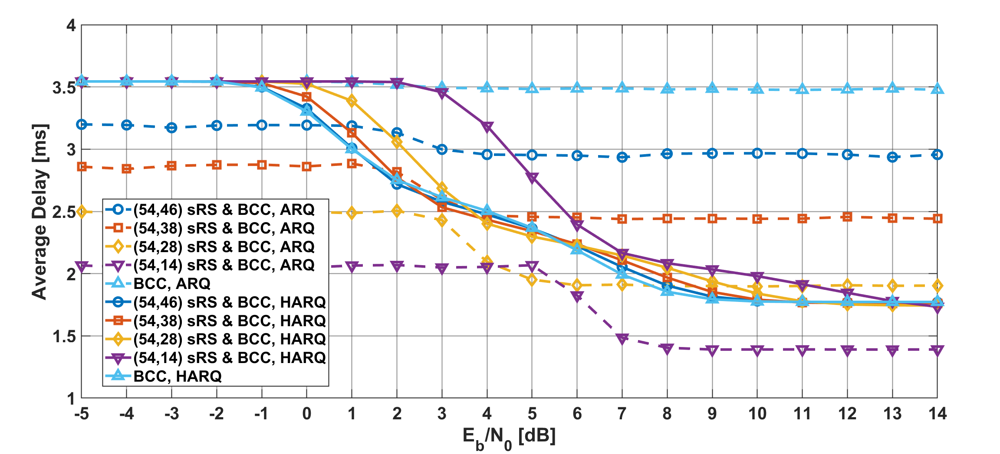 4
3.5
3
2.5
2
1.5
1
Average Delay [ms]
(54,46) sRS & BCC, ARQ
(54,38) sRS & BCC, ARQ
(54,28) sRS & BCC, ARQ
(54,14) sRS & BCC, ARQ
BCC, ARQ
(54,46) sRS & BCC, HARQ
(54,38) sRS & BCC, HARQ
(54,28) sRS & BCC, HARQ
(54,14) sRS & BCC, HARQ
BCC, HARQ
-5 -4 -3 -2 -1 0 1 2 3 4 5 6 7 8 9 10 11 12 13 14
E_b/N_0 [dB]